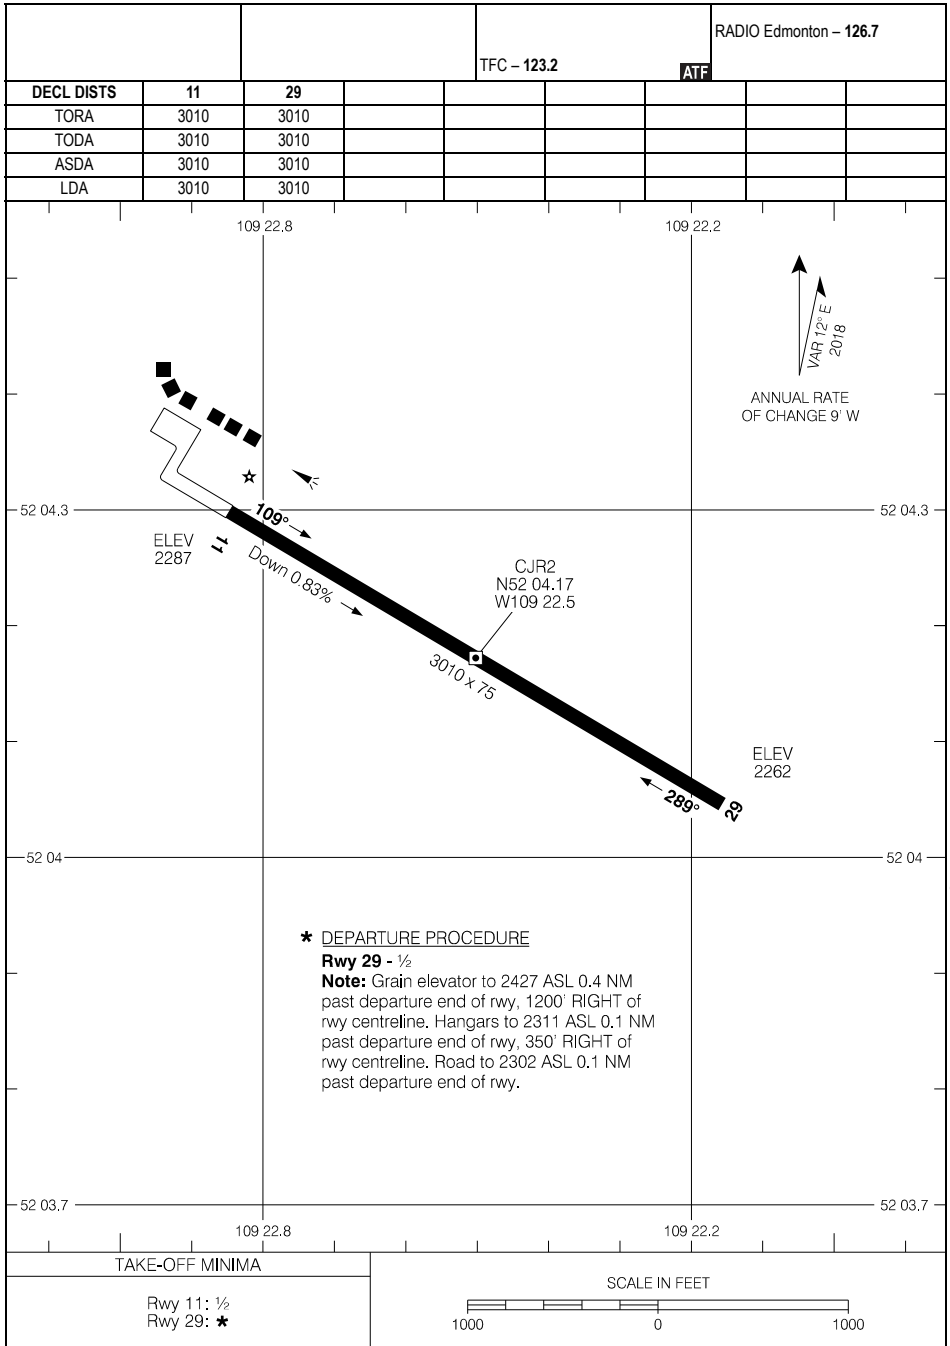 RADIO Edmonton – 126.7
TFC – 123.2
ATF
DECL DISTS 11 29
TORA 3010 3010
TODA 3010 3010
ASDA 3010 3010
LDA 3010 3010
109 22.8 109 22.2
VAR 12° E
2018
ANNUAL RATE
OF CHANGE 9' W
52 04.3 52 04.3
109°
11
ELEV
2287
Down 0.83%
CJR2
N52 04.17
W109 22.5
3010 x 75
ELEV
2262
289°
29
52 04 52 04
* DEPARTURE PROCEDURE
Rwy 29 - ½
Note: Grain elevator to 2427 ASL 0.4 NM
past departure end of rwy, 1200' RIGHT of
rwy centreline. Hangars to 2311 ASL 0.1 NM
past departure end of rwy, 350' RIGHT of
rwy centreline. Road to 2302 ASL 0.1 NM
past departure end of rwy.
52 03.7 52 03.7
109 22.8 109 22.2
TAKE-OFF MINIMA
Rwy 11: ½
Rwy 29: *
SCALE IN FEET
1000 0 1000